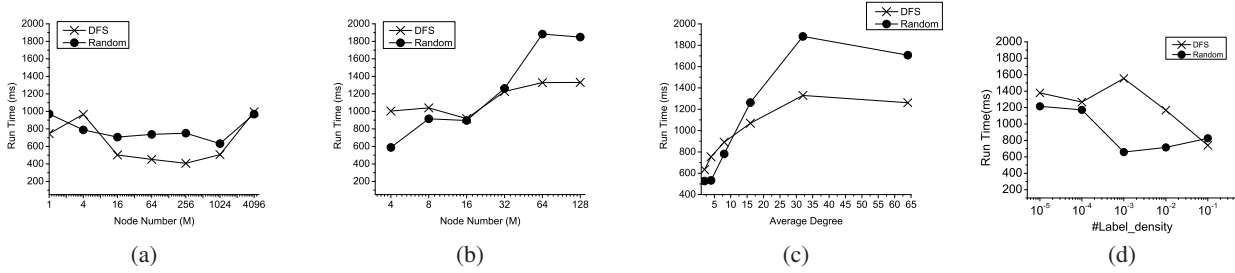 DFS
Random
2000
1800
1600
1400
1200
1000
800
600
400
200
Run Time (ms)
1 4 16 64 256 1024 4096
Node Number (M)
(a)
DFS
Random
2000
1800
1600
1400
1200
1000
800
600
400
200
Run Time (ms)
4 8 16 32 64 128
Node Number (M)
(b)
DFS
Random
2000
1800
1600
1400
1200
1000
800
600
400
Run Time (ms)
5 10 15 20 25 30 35 40 45 50 55 60 65
Average Degree
(c)
DFS
Random
2000
1800
1600
1400
1200
1000
800
600
400
200
Run Time(ms)
10⁻⁵ 10⁻⁴ 10⁻³ 10⁻² 10⁻¹
#Label_density
(d)